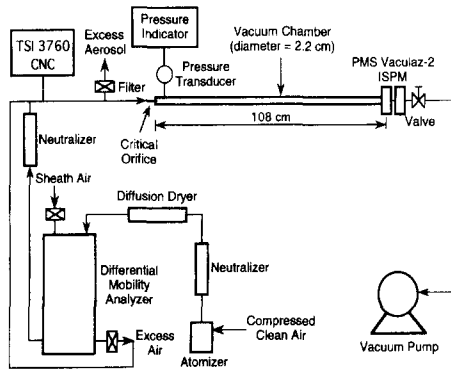 Excess
Aerosol
Pressure
Indicator
TSI 3760
CNC
Vacuum Chamber
(diameter = 2.2 cm)
PMS Vaculaz-2
ISPM
Pressure
Transducer
Filter
Valve
Critical
Orifice
108 cm
Neutralizer
Sheath Air
Diffusion Dryer
Differential
Mobility
Analyzer
Neutralizer
Compressed
Clean Air
Excess
Air
Atomizer
Vacuum Pump